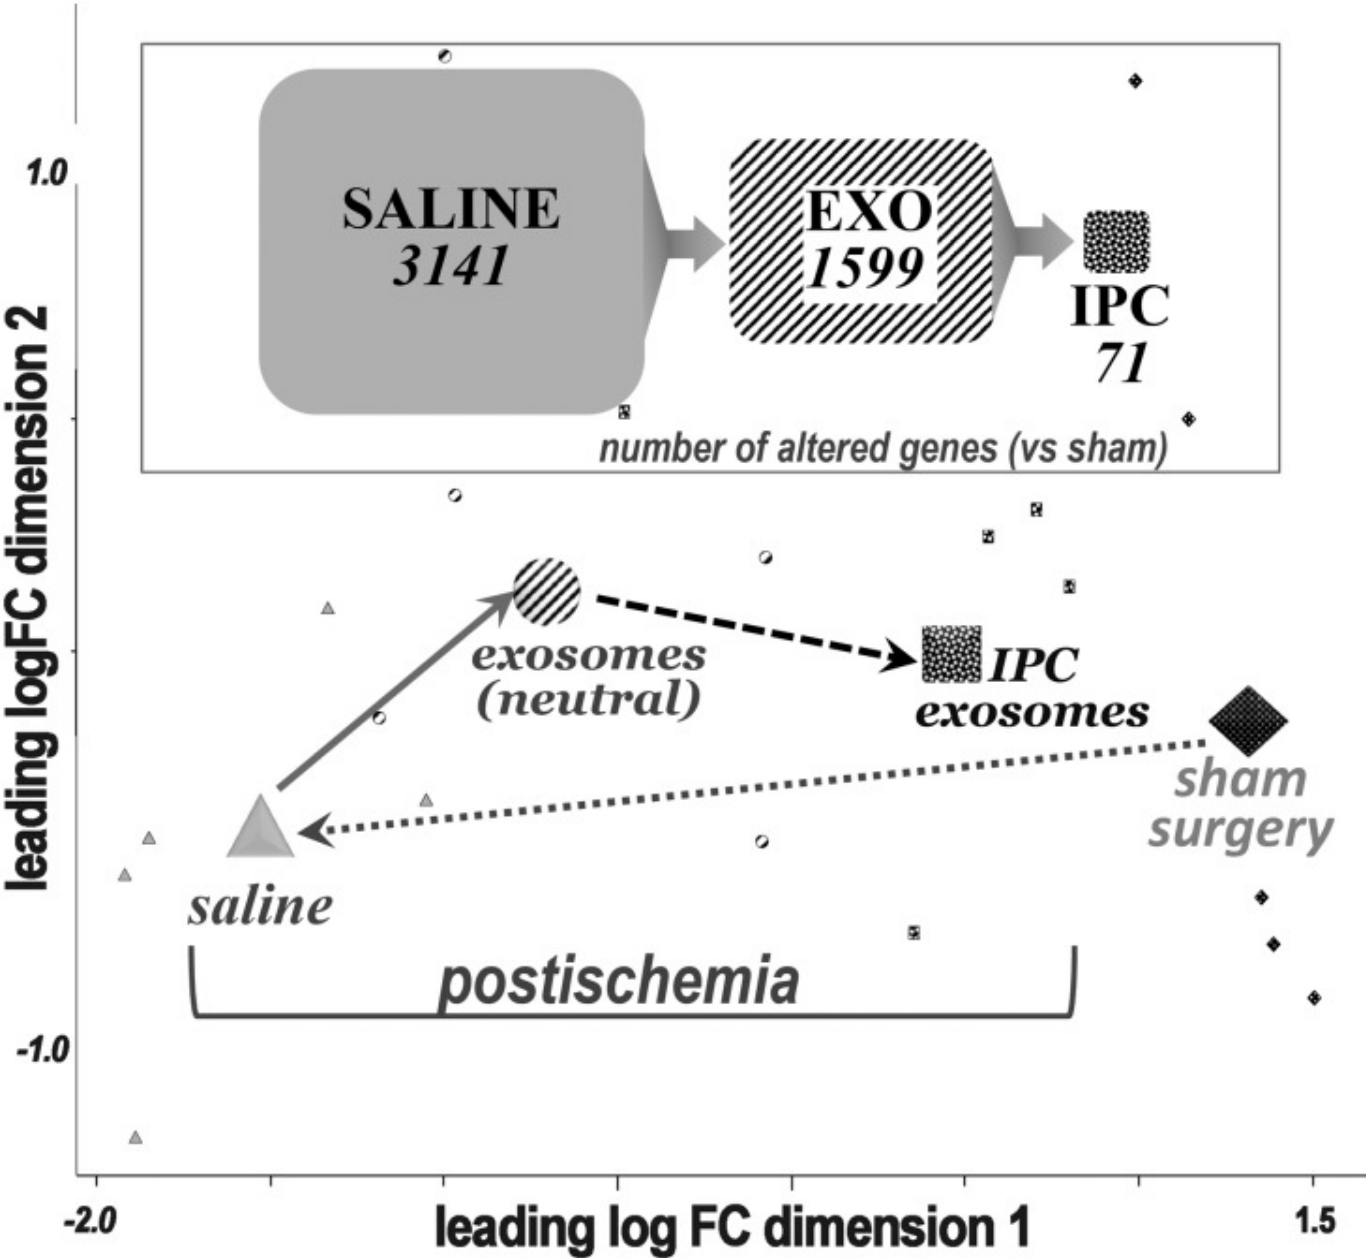 1.0
SALINE
3141
EXO
1599
IPC
71
number of altered genes (vs sham)
leading logFC dimension 2
exosomes
(neutral)
IPC
exosomes
sham
surgery
saline
postischemia
-1.0
-2.0
leading log FC dimension 1
1.5